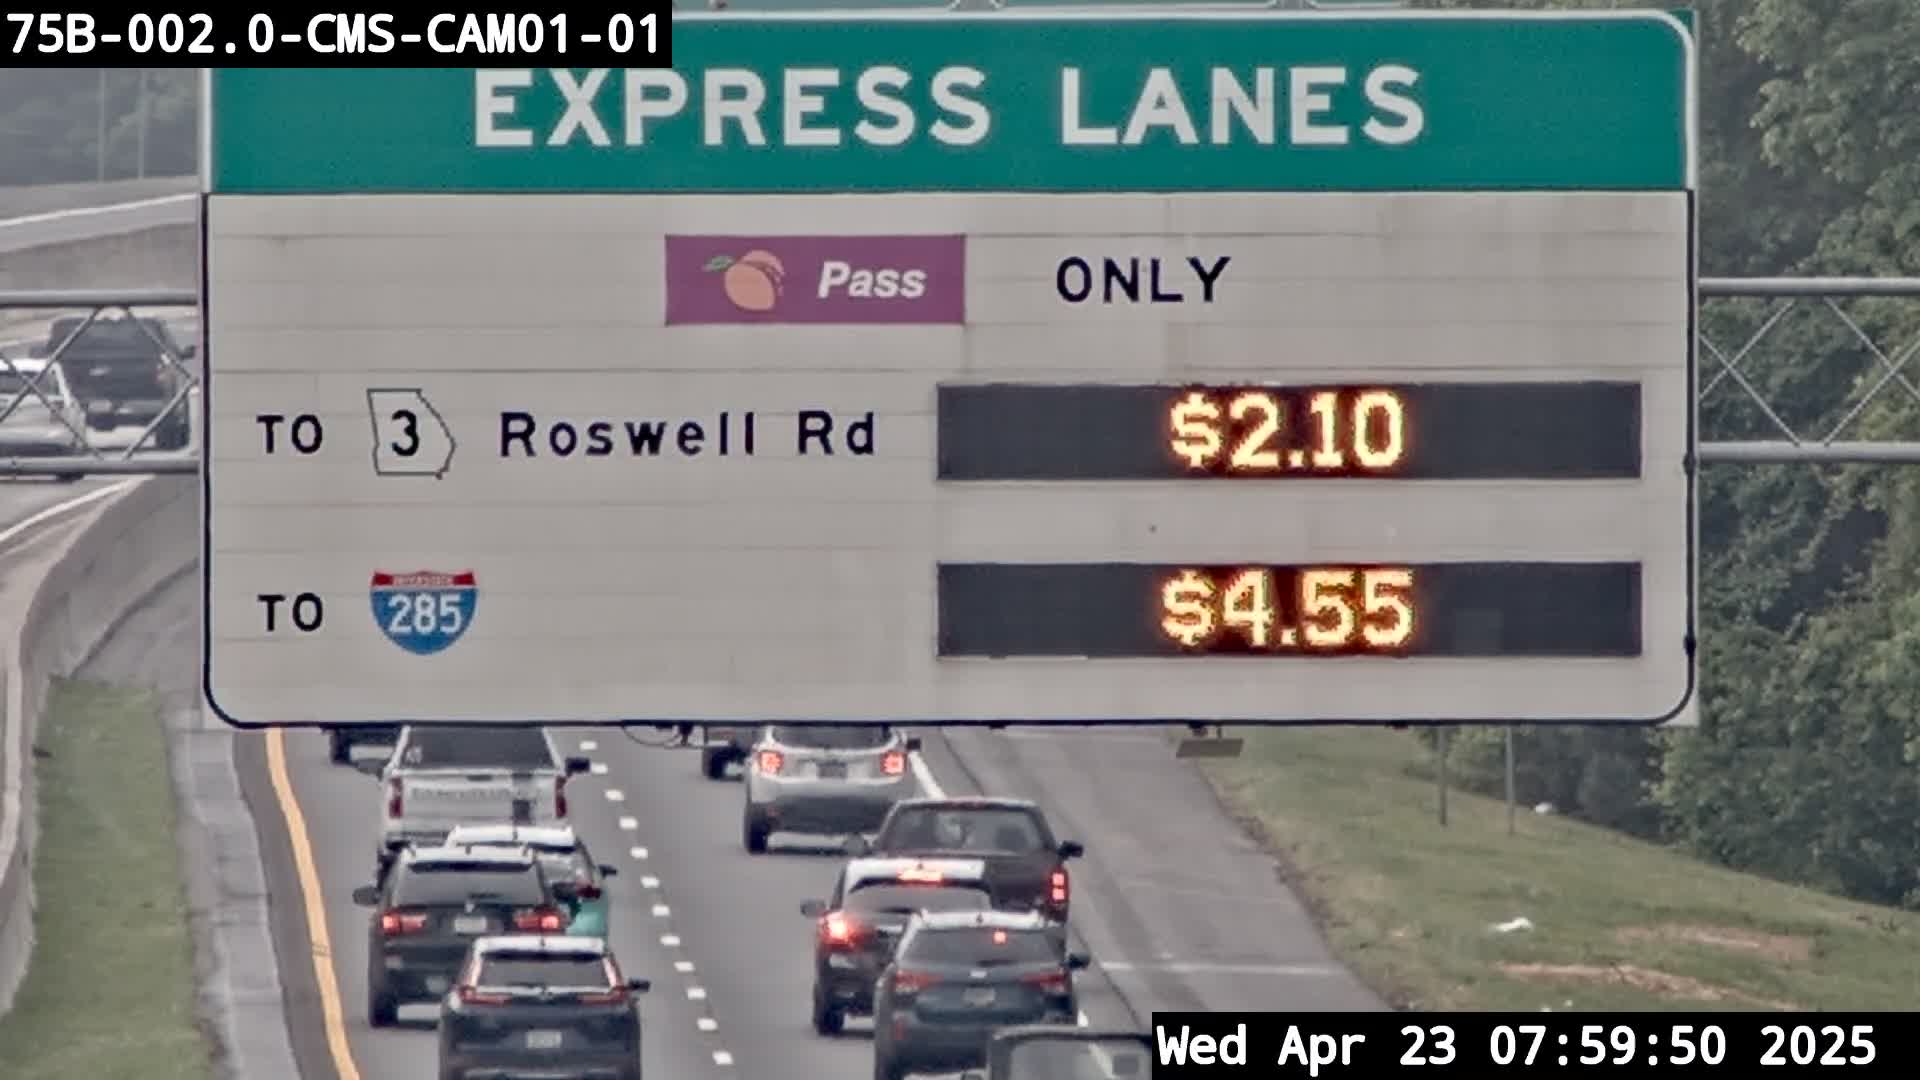 75B-002.0-CMS-CAM01-01
EXPRESS LANES
Pass ONLY
TO 3 Roswell Rd $2.10
TO INTERSTATE 285 $4.55
Wed Apr 23 07:59:50 2025